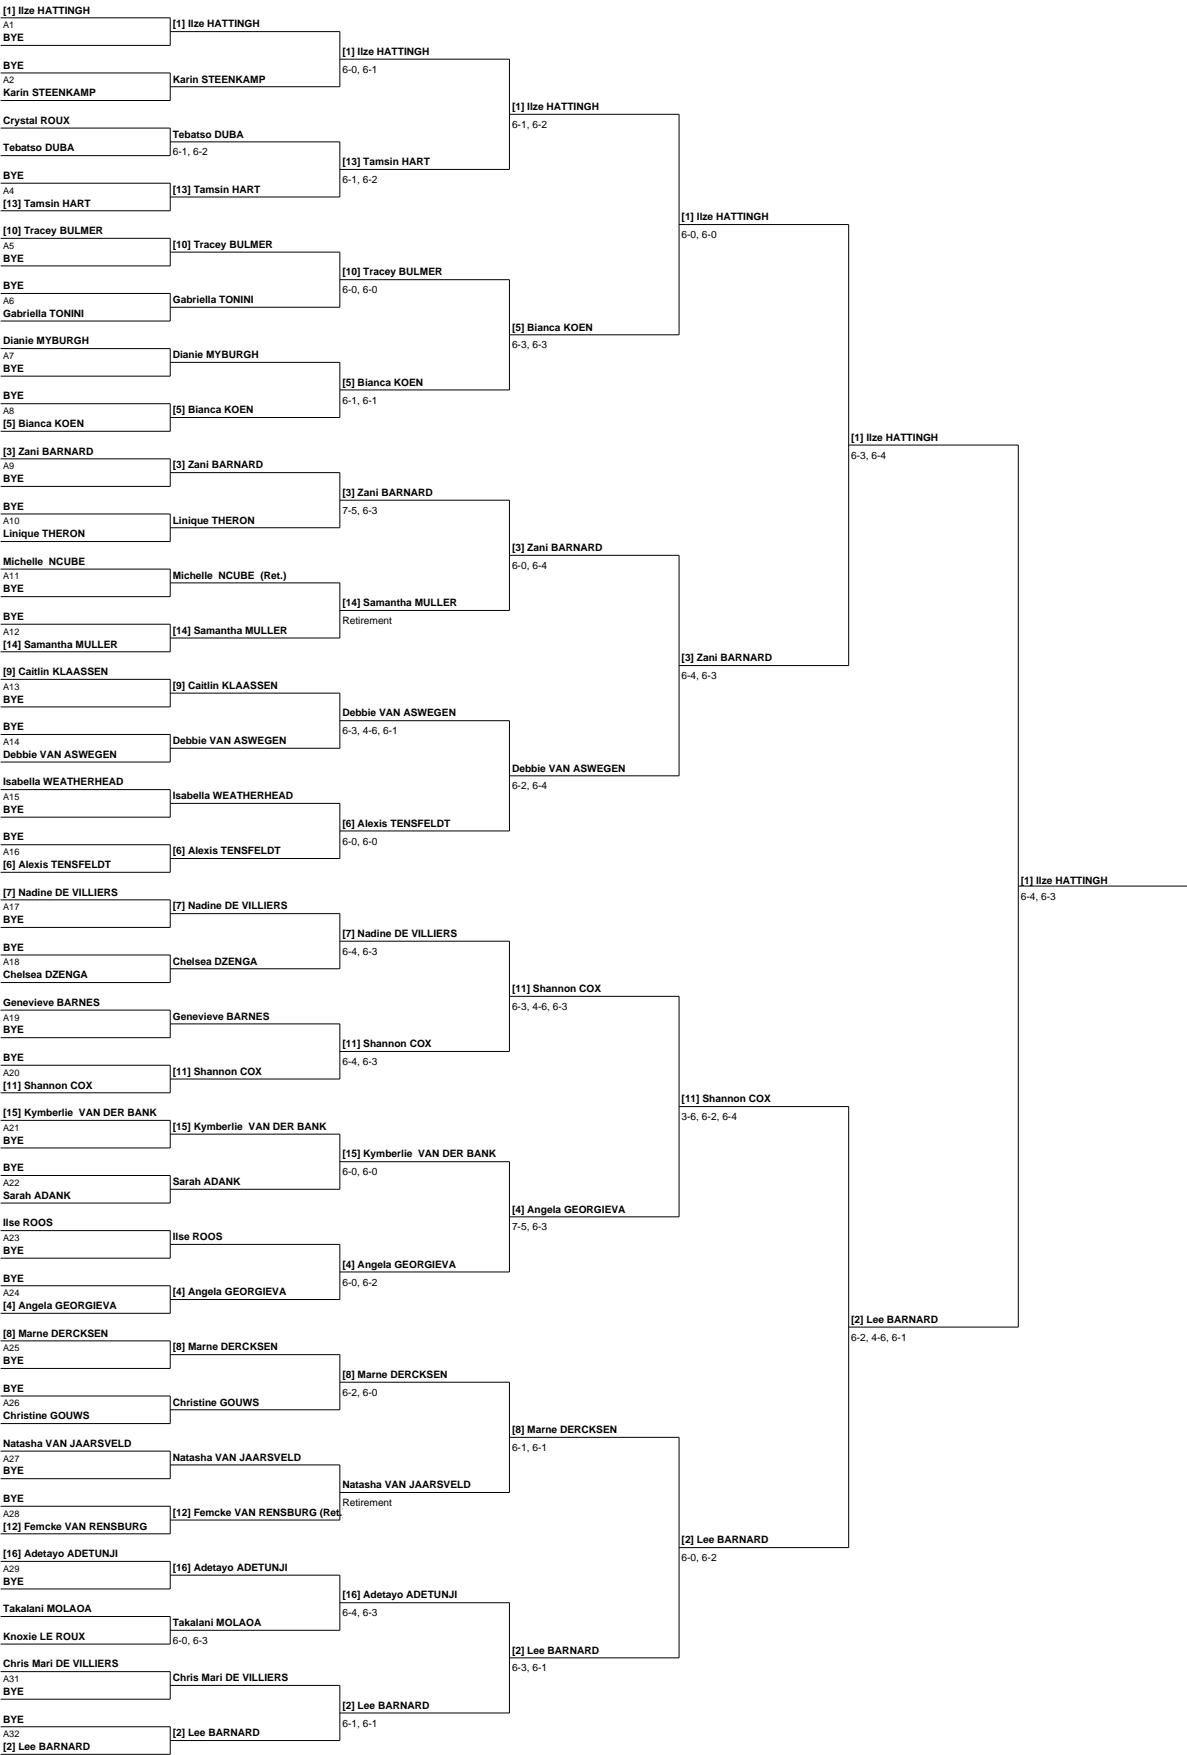 [1] Ilze HATTINGH
A1
BYE
BYE
A2
Karin STEENKAMP
Crystal ROUX
Tebatso DUBA
BYE
A4
[13] Tamsin HART
[10] Tracey BULMER
A5
BYE
BYE
A6
Gabriella TONINI
Dianie MYBURGH
A7
BYE
BYE
A8
[5] Bianca KOEN
[3] Zani BARNARD
A9
BYE
BYE
A10
Linique THERON
Michelle  NCUBE
A11
BYE
BYE
A12
[14] Samantha MULLER
[9] Caitlin KLAASSEN
A13
BYE
BYE
A14
Debbie VAN ASWEGEN
Isabella WEATHERHEAD
A15
BYE
BYE
A16
[6] Alexis TENSFELDT
[7] Nadine DE VILLIERS
A17
BYE
BYE
A18
Chelsea DZENGA
Genevieve BARNES
A19
BYE
BYE
A20
[11] Shannon COX
[15] Kymberlie  VAN DER BANK
A21
BYE
BYE
A22
Sarah ADANK
Ilse ROOS
A23
BYE
BYE
A24
[4] Angela GEORGIEVA
[8] Marne DERCKSEN
A25
BYE
BYE
A26
Christine GOUWS
Natasha VAN JAARSVELD
A27
BYE
BYE
A28
[12] Femcke VAN RENSBURG
[16] Adetayo ADETUNJI
A29
BYE
Takalani MOLAOA
Knoxie LE ROUX
Chris Mari DE VILLIERS
A31
BYE
BYE
A32
[2] Lee BARNARD
[1] Ilze HATTINGH
Karin STEENKAMP
Tebatso DUBA
6-1, 6-2
[13] Tamsin HART
[10] Tracey BULMER
Gabriella TONINI
Dianie MYBURGH
[5] Bianca KOEN
[3] Zani BARNARD
Linique THERON
Michelle  NCUBE  (Ret.)
[14] Samantha MULLER
[9] Caitlin KLAASSEN
Debbie VAN ASWEGEN
Isabella WEATHERHEAD
[6] Alexis TENSFELDT
[7] Nadine DE VILLIERS
Chelsea DZENGA
Genevieve BARNES
[11] Shannon COX
[15] Kymberlie  VAN DER BANK
Sarah ADANK
Ilse ROOS
[4] Angela GEORGIEVA
[8] Marne DERCKSEN
Christine GOUWS
Natasha VAN JAARSVELD
[12] Femcke VAN RENSBURG (Ret.
[16] Adetayo ADETUNJI
Takalani MOLAOA
6-0, 6-3
Chris Mari DE VILLIERS
[2] Lee BARNARD
[1] Ilze HATTINGH
6-0, 6-1
[13] Tamsin HART
6-1, 6-2
[10] Tracey BULMER
6-0, 6-0
[5] Bianca KOEN
6-1, 6-1
[3] Zani BARNARD
7-5, 6-3
[14] Samantha MULLER
Retirement
Debbie VAN ASWEGEN
6-3, 4-6, 6-1
[6] Alexis TENSFELDT
6-0, 6-0
[7] Nadine DE VILLIERS
6-4, 6-3
[11] Shannon COX
6-4, 6-3
[15] Kymberlie  VAN DER BANK
6-0, 6-0
[4] Angela GEORGIEVA
6-0, 6-2
[8] Marne DERCKSEN
6-2, 6-0
Natasha VAN JAARSVELD
Retirement
[16] Adetayo ADETUNJI
6-4, 6-3
[2] Lee BARNARD
6-1, 6-1
[1] Ilze HATTINGH
6-1, 6-2
[5] Bianca KOEN
6-3, 6-3
[3] Zani BARNARD
6-0, 6-4
Debbie VAN ASWEGEN
6-2, 6-4
[11] Shannon COX
6-3, 4-6, 6-3
[4] Angela GEORGIEVA
7-5, 6-3
[8] Marne DERCKSEN
6-1, 6-1
[2] Lee BARNARD
6-3, 6-1
[1] Ilze HATTINGH
6-0, 6-0
[3] Zani BARNARD
6-4, 6-3
[11] Shannon COX
3-6, 6-2, 6-4
[2] Lee BARNARD
6-0, 6-2
[1] Ilze HATTINGH
6-3, 6-4
[2] Lee BARNARD
6-2, 4-6, 6-1
[1] Ilze HATTINGH
6-4, 6-3